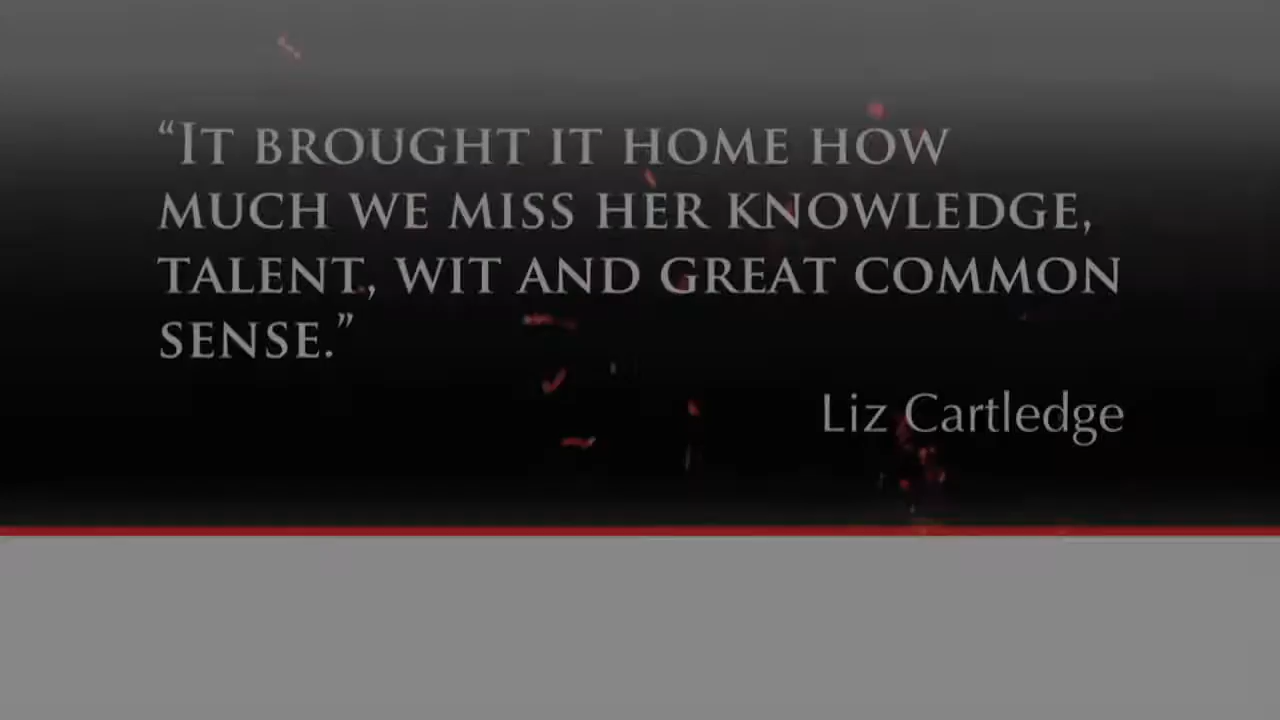 “It brought it home how
much we miss her knowledge,
talent, wit and great common
sense.”
Liz Cartledge